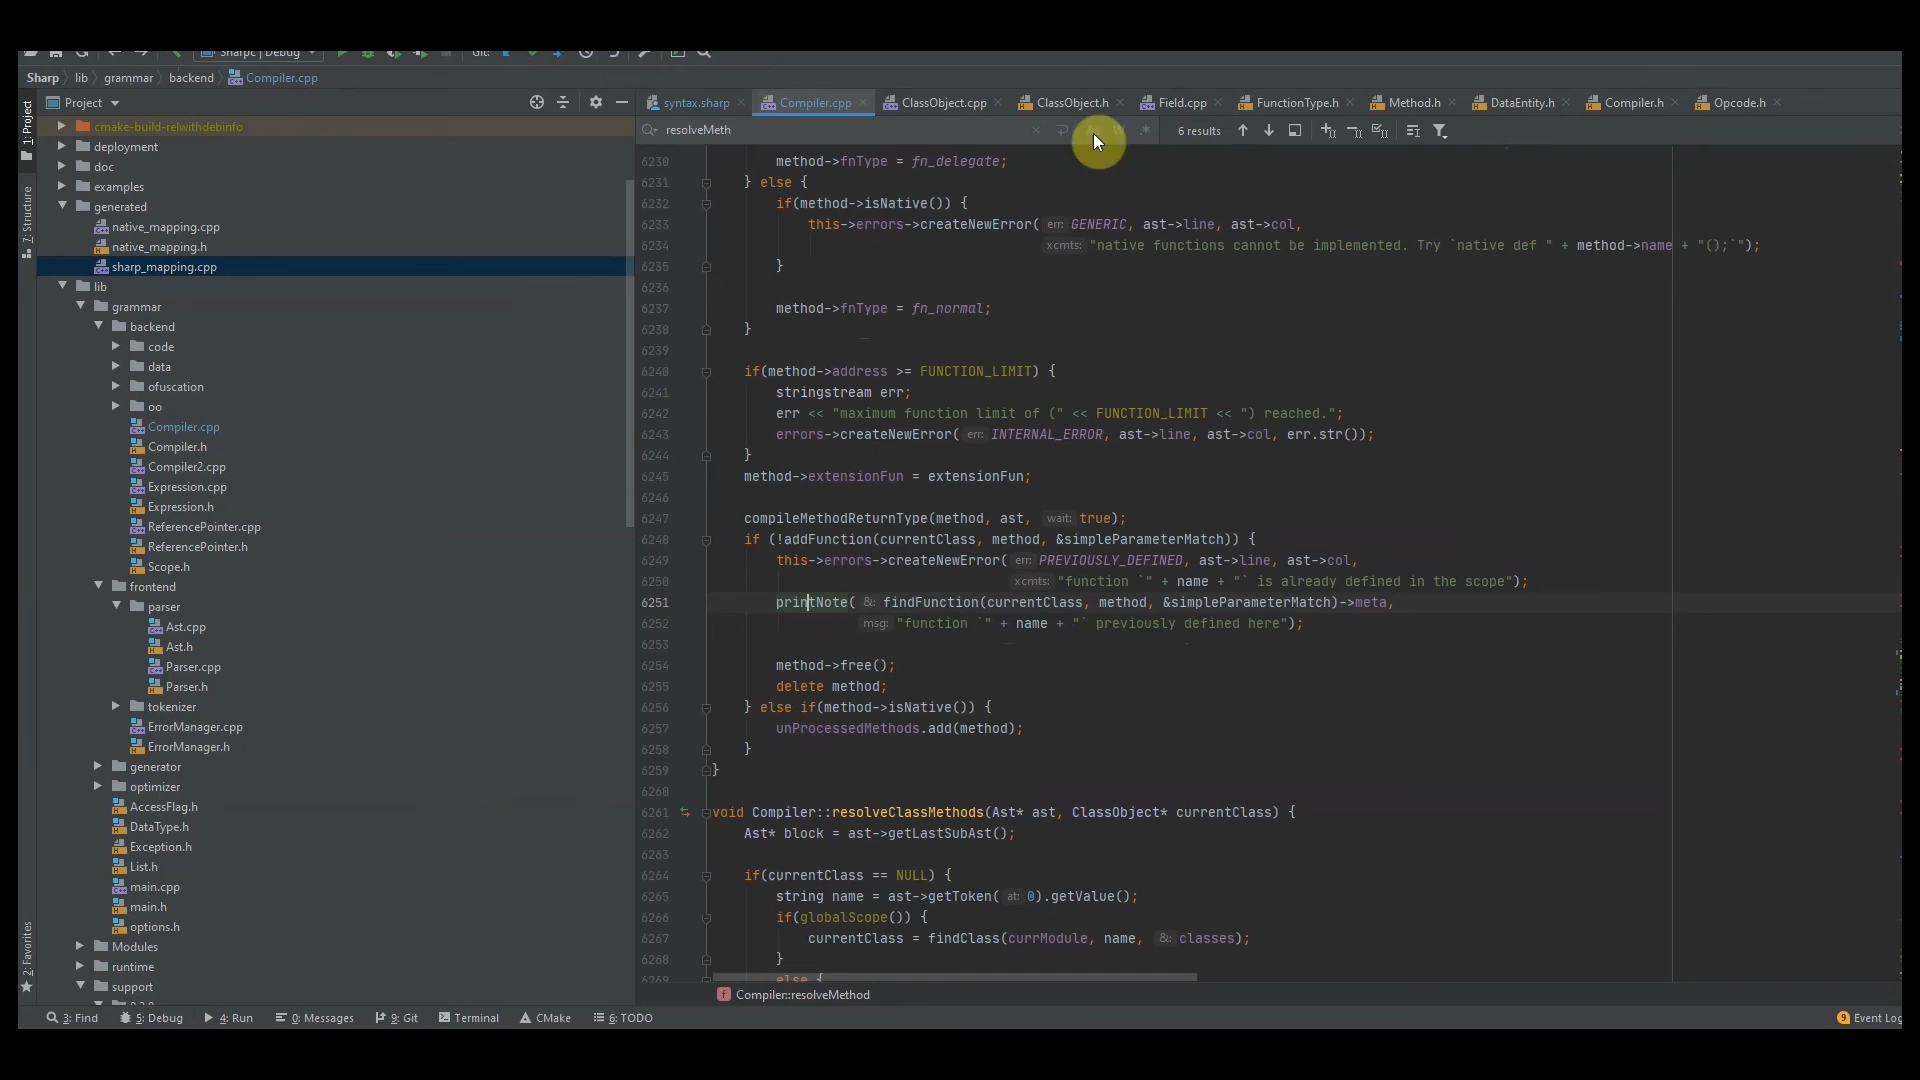 Sharpc | Debug
Git:
Sharp lib grammar backend Compiler.cpp
Project
syntax.sharp Compiler.cpp ClassObject.cpp ClassObject.h Field.cpp FunctionType.h Method.h DataEntity.h Compiler.h Opcode.h
resolveMeth
6 results
1: Project
7: Structure
2: Favorites
cmake-build-relwithdebinfo
deployment
doc
examples
generated
native_mapping.cpp
native_mapping.h
sharp_mapping.cpp
lib
grammar
backend
code
data
ofuscation
oo
Compiler.cpp
Compiler.h
Compiler2.cpp
Expression.cpp
Expression.h
ReferencePointer.cpp
ReferencePointer.h
Scope.h
frontend
parser
Ast.cpp
Ast.h
Parser.cpp
Parser.h
tokenizer
ErrorManager.cpp
ErrorManager.h
generator
optimizer
AccessFlag.h
DataType.h
Exception.h
List.h
main.cpp
main.h
options.h
Modules
runtime
support
6230 method->fnType = fn_delegate;
6231 } else {
6232 if(method->isNative()) {
6233 this->errors->createNewError( err: GENERIC, ast->line, ast->col,
6234 xcmts: "native functions cannot be implemented. Try `native def " + method->name + "();`");
6235 }
6236
6237 method->fnType = fn_normal;
6238 }
6239
6240 if(method->address >= FUNCTION_LIMIT) {
6241 stringstream err;
6242 err << "maximum function limit of (" << FUNCTION_LIMIT << ") reached.";
6243 errors->createNewError( err: INTERNAL_ERROR, ast->line, ast->col, err.str());
6244 }
6245 method->extensionFun = extensionFun;
6246
6247 compileMethodReturnType(method, ast, wait: true);
6248 if (!addFunction(currentClass, method, &simpleParameterMatch)) {
6249 this->errors->createNewError( err: PREVIOUSLY_DEFINED, ast->line, ast->col,
6250 xcmts: "function `" + name + "` is already defined in the scope");
6251 printNote( &: findFunction(currentClass, method, &simpleParameterMatch)->meta,
6252 msg: "function `" + name + "` previously defined here");
6253
6254 method->free();
6255 delete method;
6256 } else if(method->isNative()) {
6257 unProcessedMethods.add(method);
6258 }
6259 }
6260
6261 void Compiler::resolveClassMethods(Ast* ast, ClassObject* currentClass) {
6262 Ast* block = ast->getLastSubAst();
6263
6264 if(currentClass == NULL) {
6265 string name = ast->getToken( at: 0).getValue();
6266 if(globalScope()) {
6267 currentClass = findClass(currModule, name, &: classes);
6268 }
6269 else {
Compiler::resolveMethod
3: Find 5: Debug 4: Run 0: Messages 9: Git Terminal CMake 6: TODO
9 Event Log